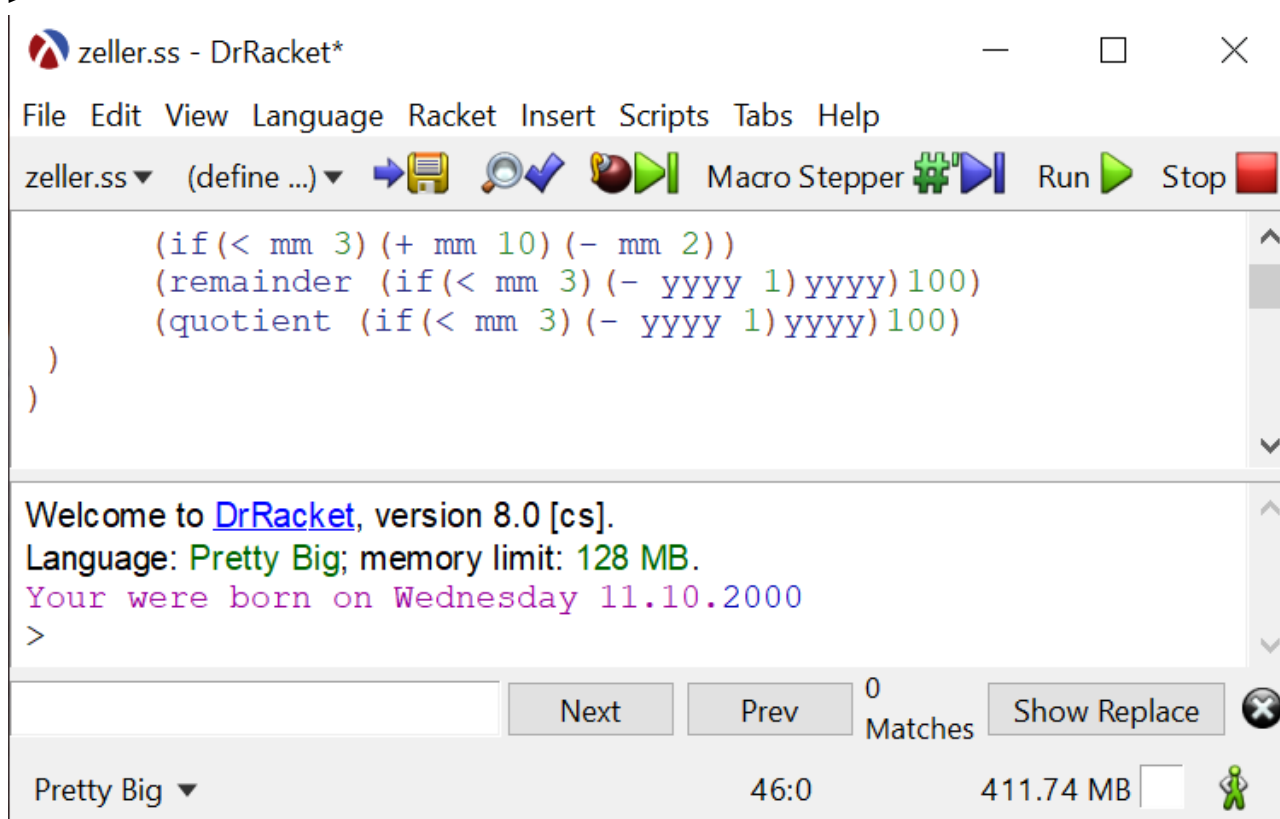 zeller.ss - DrRacket*
File Edit View Language Racket Insert Scripts Tabs Help
zeller.ss (define ...) Macro Stepper Run Stop
(if(< mm 3)(+ mm 10)(- mm 2))
(remainder (if(< mm 3)(- yyyy 1)yyyy)100)
(quotient (if(< mm 3)(- yyyy 1)yyyy)100)
)
)
Welcome to DrRacket, version 8.0 [cs].
Language: Pretty Big; memory limit: 128 MB.
Your were born on Wednesday 11.10.2000
>
Next Prev 0 Matches Show Replace
Pretty Big 46:0 411.74 MB